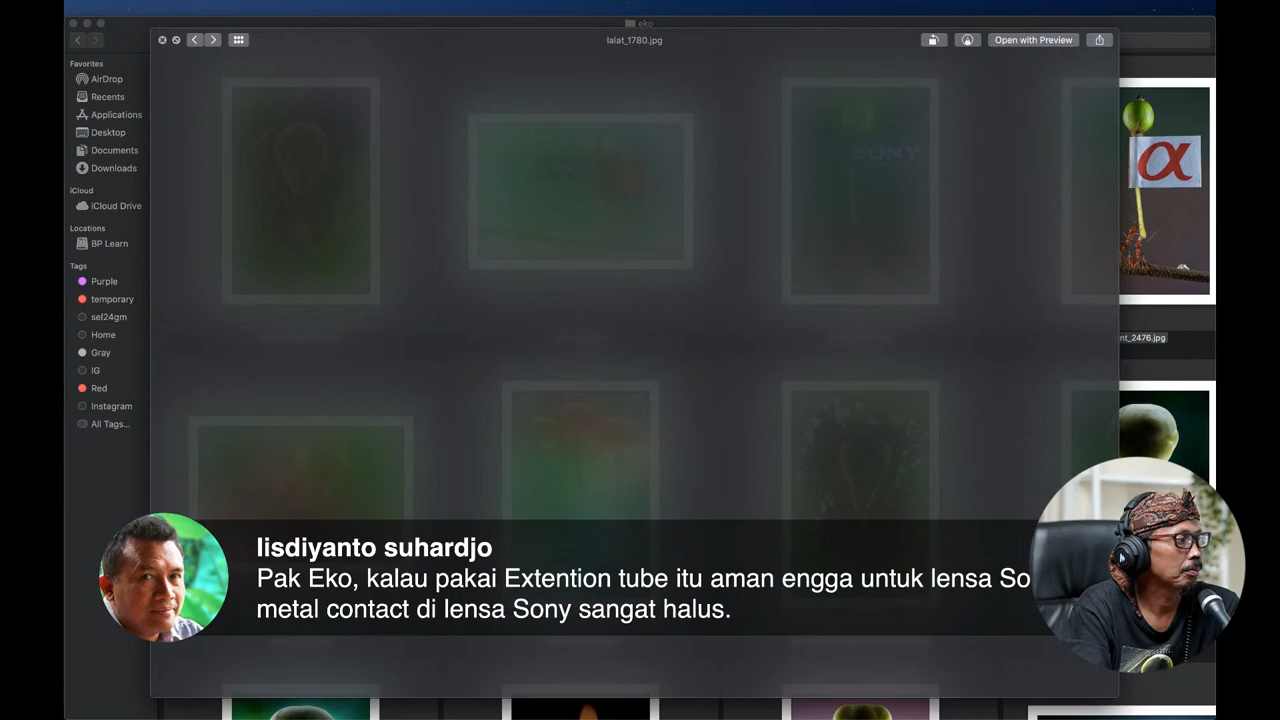 eko
lalat_1780.jpg
Open with Preview
Favorites
AirDrop
Recents
Applications
Desktop
Documents
Downloads
iCloud
iCloud Drive
Locations
BP Learn
Tags
Purple
temporary
sel24gm
Home
Gray
IG
Red
Instagram
All Tags...
SONY
α
nt_2476.jpg
lisdiyanto suhardjo
Pak Eko, kalau pakai Extention tube itu aman engga untuk lensa So
metal contact di lensa Sony sangat halus.